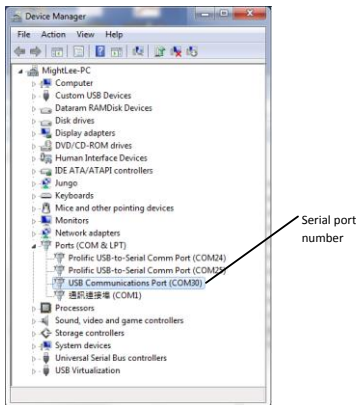 Device Manager
File Action View Help
MightLee-PC
Computer
Custom USB Devices
Dataram RAMDisk Devices
Disk drives
Display adapters
DVD/CD-ROM drives
Human Interface Devices
IDE ATA/ATAPI controllers
Jungo
Keyboards
Mice and other pointing devices
Monitors
Network adapters
Ports (COM & LPT)
Prolific USB-to-Serial Comm Port (COM24)
Prolific USB-to-Serial Comm Port (COM25)
USB Communications Port (COM30)
通訊連接埠 (COM1)
Processors
Sound, video and game controllers
Storage controllers
System devices
Universal Serial Bus controllers
USB Virtualization
Serial port
number